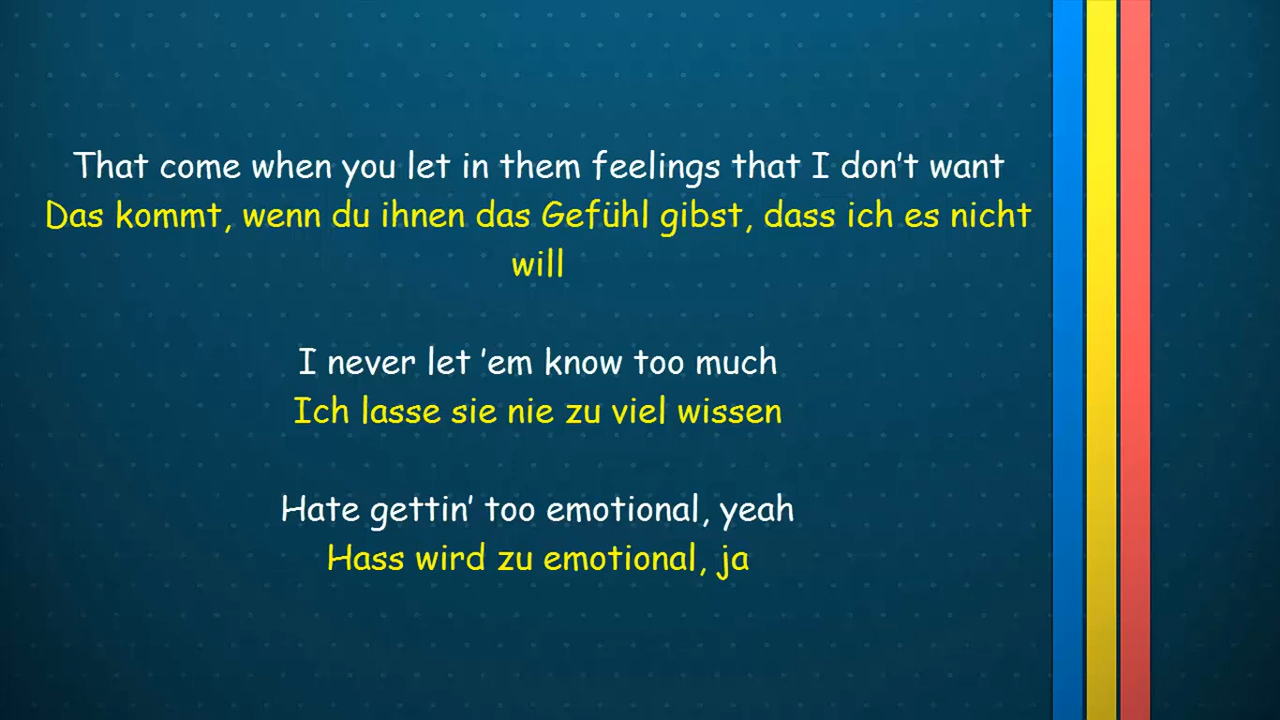 That come when you let in them feelings that I don't want
Das kommt, wenn du ihnen das Gefühl gibst, dass ich es nicht
will
I never let 'em know too much
Ich lasse sie nie zu viel wissen
Hate gettin' too emotional, yeah
Hass wird zu emotional, ja